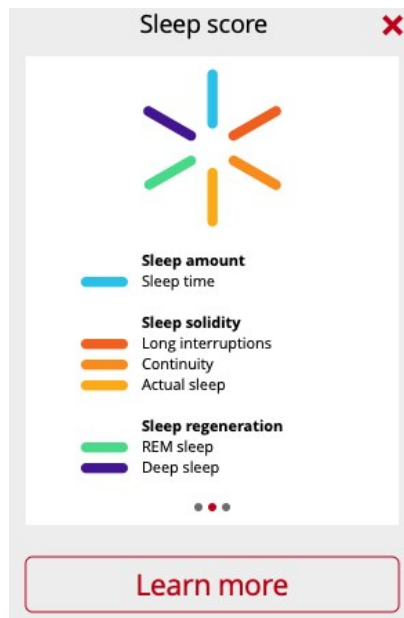 Sleep score
Sleep amount
Sleep time
Sleep solidity
Long interruptions
Continuity
Actual sleep
Sleep regeneration
REM sleep
Deep sleep
Learn more